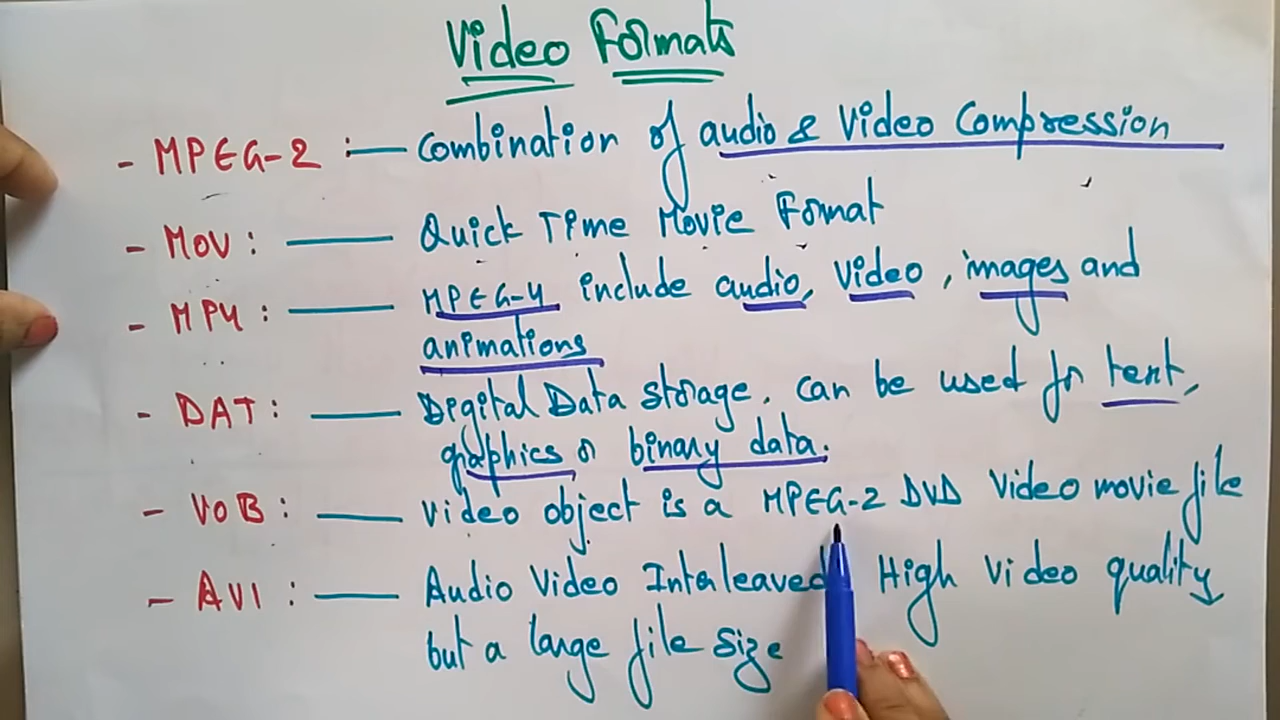 Video Formats
- MPEG-2 :— Combination of audio & Video Compression
- MOV : — Quick Time Movie Format
- MP4 : — MPEG-4 include audio, video, images and
animations
- DAT : — Digital Data storage. Can be used for text,
graphics or binary data.
- VOB : — Video object is a MPEG-2 DVD Video movie file
- AVI : — Audio Video Interleaved High Video quality
but a large file size